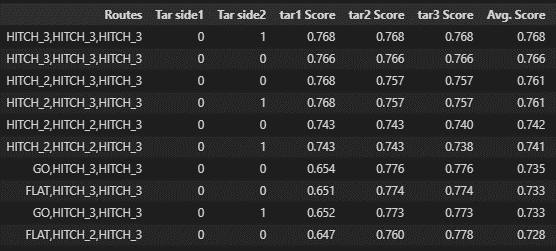 Routes Tar side1 Tar side2 tar1 Score tar2 Score tar3 Score Avg. Score
HITCH_3,HITCH_3,HITCH_3 0 1 0.768 0.768 0.768 0.768
HITCH_3,HITCH_3,HITCH_3 0 0 0.766 0.766 0.766 0.766
HITCH_2,HITCH_3,HITCH_3 0 0 0.768 0.757 0.757 0.761
HITCH_2,HITCH_3,HITCH_3 0 1 0.768 0.757 0.757 0.761
HITCH_2,HITCH_2,HITCH_3 0 0 0.743 0.743 0.740 0.742
HITCH_2,HITCH_2,HITCH_3 0 1 0.743 0.743 0.738 0.741
GO,HITCH_3,HITCH_3 0 0 0.654 0.776 0.776 0.735
FLAT,HITCH_3,HITCH_3 0 0 0.651 0.774 0.774 0.733
GO,HITCH_3,HITCH_3 0 1 0.652 0.773 0.773 0.733
FLAT,HITCH_2,HITCH_3 0 0 0.647 0.760 0.778 0.728